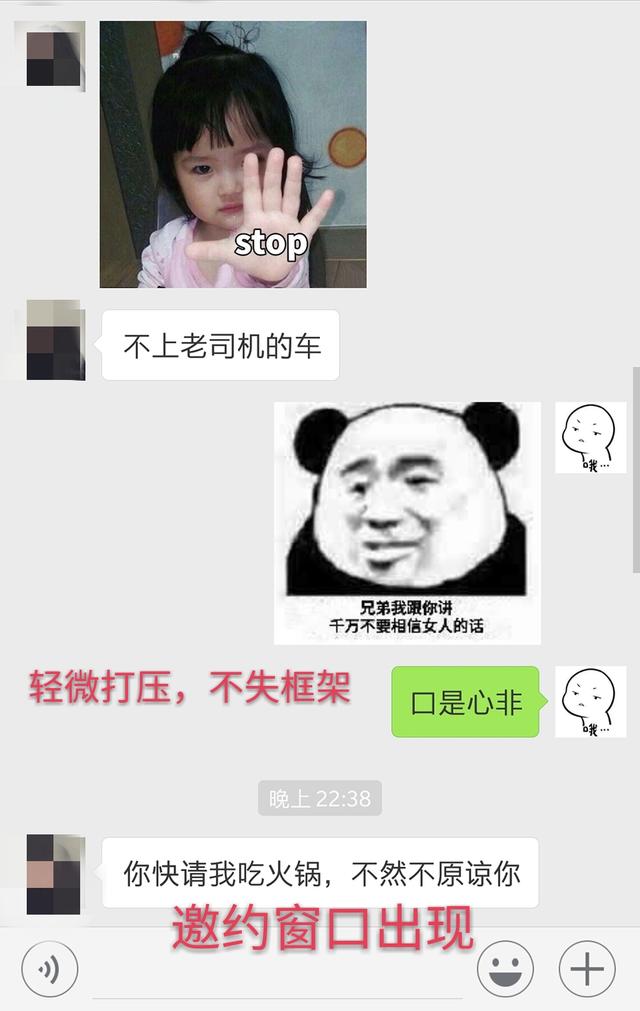 stop
不上老司机的车
哦…
兄弟我跟你讲
千万不要相信女人的话
轻微打压，不失框架
口是心非
哦…
晚上 22:38
你快请我吃火锅，不然不原谅你
邀约窗口出现